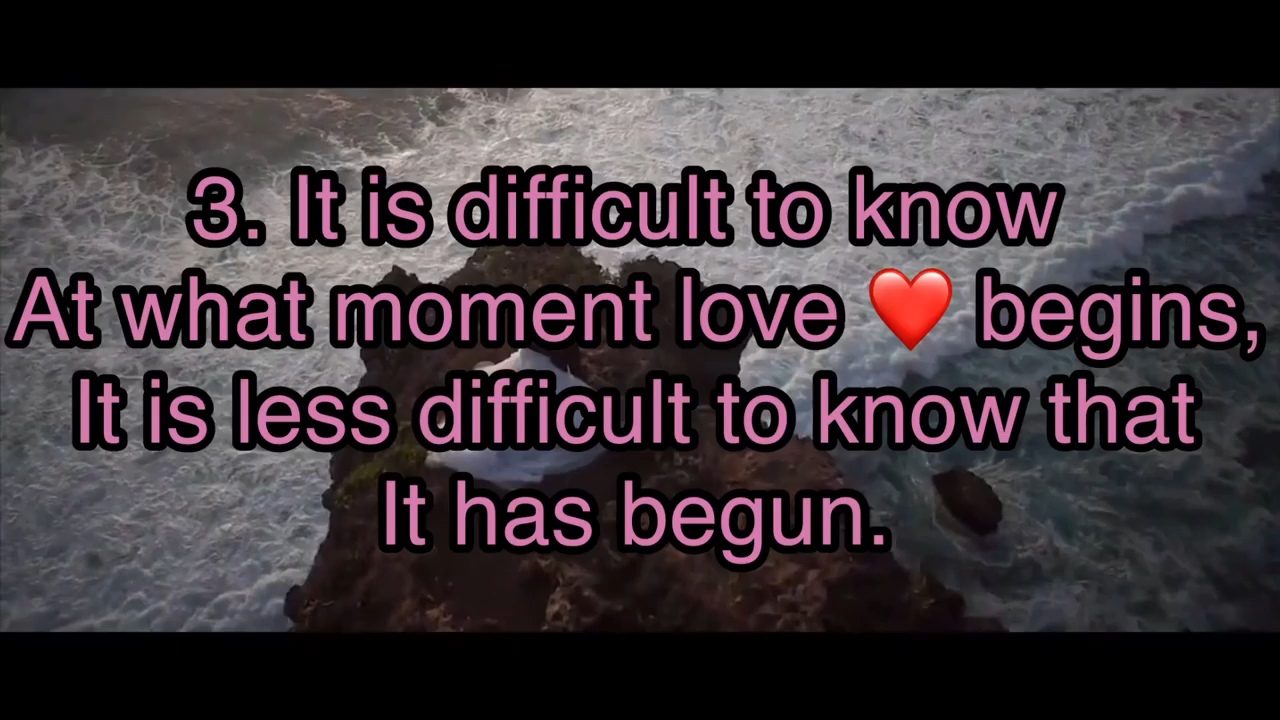 3. It is difficult to know
At what moment love ❤️ begins,
It is less difficult to know that
It has begun.